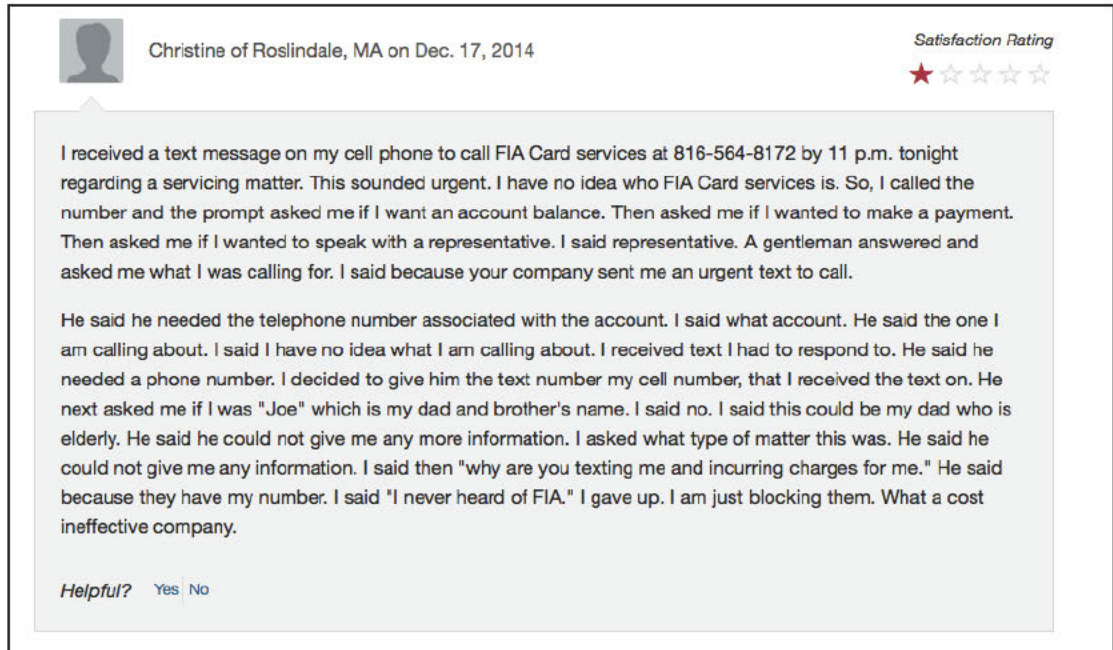 Christine of Roslindale, MA on Dec. 17, 2014
Satisfaction Rating
I received a text message on my cell phone to call FIA Card services at 816-564-8172 by 11 p.m. tonight
regarding a servicing matter. This sounded urgent. I have no idea who FIA Card services is. So, I called the
number and the prompt asked me if I want an account balance. Then asked me if I wanted to make a payment.
Then asked me if I wanted to speak with a representative. I said representative. A gentleman answered and
asked me what I was calling for. I said because your company sent me an urgent text to call.
He said he needed the telephone number associated with the account. I said what account. He said the one I
am calling about. I said I have no idea what I am calling about. I received text I had to respond to. He said he
needed a phone number. I decided to give him the text number my cell number, that I received the text on. He
next asked me if I was "Joe" which is my dad and brother's name. I said no. I said this could be my dad who is
elderly. He said he could not give me any more information. I asked what type of matter this was. He said he
could not give me any information. I said then "why are you texting me and incurring charges for me." He said
because they have my number. I said "I never heard of FIA." I gave up. I am just blocking them. What a cost
ineffective company.
Helpful? Yes No